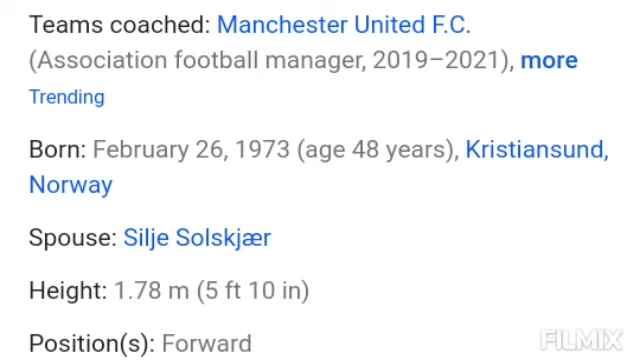 Teams coached: Manchester United F.C.
(Association football manager, 2019–2021), more
Trending
Born: February 26, 1973 (age 48 years), Kristiansund,
Norway
Spouse: Silje Solskjær
Height: 1.78 m (5 ft 10 in)
Position(s): Forward
FILMIX